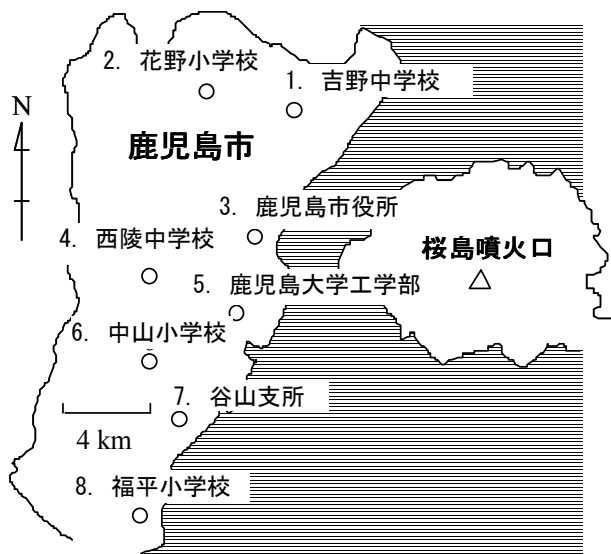 2. 花野小学校
1. 吉野中学校
N
鹿児島市
3. 鹿児島市役所
4. 西陵中学校
桜島噴火口
5. 鹿児島大学工学部
6. 中山小学校
7. 谷山支所
4 km
8. 福平小学校